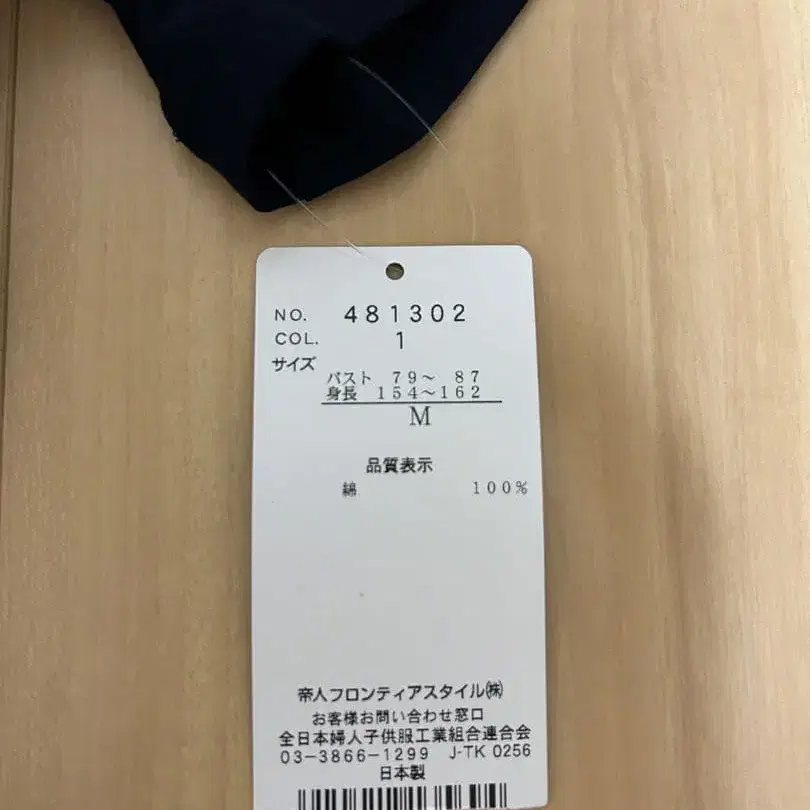 NO. 481302
COL. 1
サイズ
バスト 79～ 87
身長 154～162
M
品質表示
綿 100%
帝人フロンティアスタイル㈱
お客様お問い合わせ窓口
全日本婦人子供服工業組合連合会
03-3866-1299 J-TK 0256
日本製